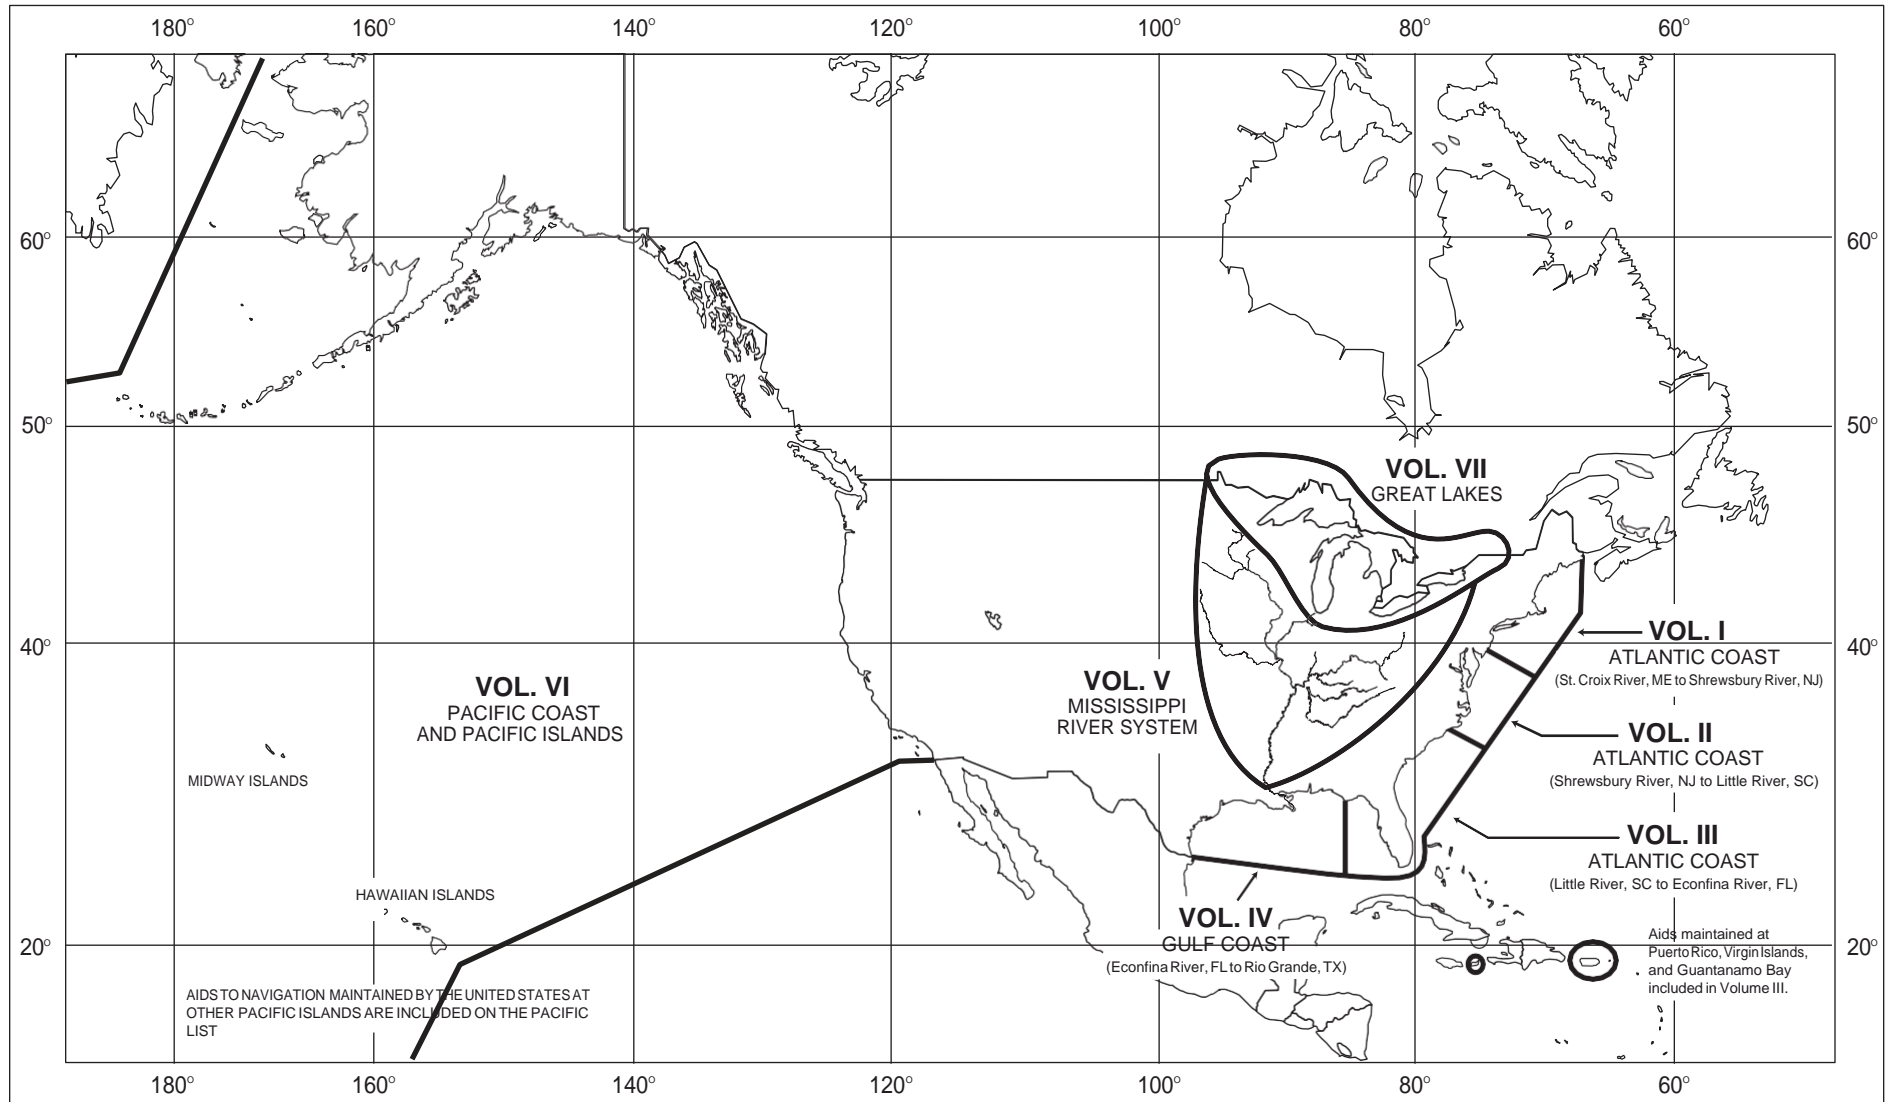 180° 160° 140° 120° 100° 80° 60°
60° 60°
50° 50°
VOL. VII
GREAT LAKES
40° 40°
VOL. I
ATLANTIC COAST
(St. Croix River, ME to Shrewsbury River, NJ)
VOL. VI
PACIFIC COAST
AND PACIFIC ISLANDS
VOL. V
MISSISSIPPI
RIVER SYSTEM
VOL. II
ATLANTIC COAST
(Shrewsbury River, NJ to Little River, SC)
MIDWAY ISLANDS
VOL. III
ATLANTIC COAST
(Little River, SC to Econfina River, FL)
HAWAIIAN ISLANDS
VOL. IV
GULF COAST
(Econfina River, FL to Rio Grande, TX)
20° 20°
Aids maintained at
Puerto Rico, Virgin Islands,
and Guantanamo Bay
included in Volume III.
AIDS TO NAVIGATION MAINTAINED BY THE UNITED STATES AT
OTHER PACIFIC ISLANDS ARE INCLUDED ON THE PACIFIC
LIST
180° 160° 140° 120° 100° 80° 60°